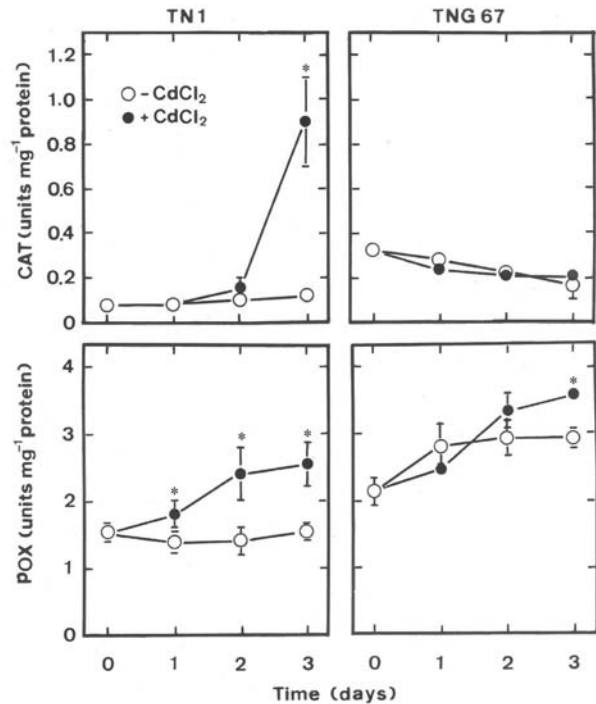 TN1 TNG 67
CAT (units mg⁻¹ protein)
1.2
1.0
0.8
0.6
0.4
0.2
0
○ – CdCl₂
● + CdCl₂
*
POX (units mg⁻¹ protein)
4
3
2
1
0
* * *
*
0 1 2 3 0 1 2 3
Time (days)